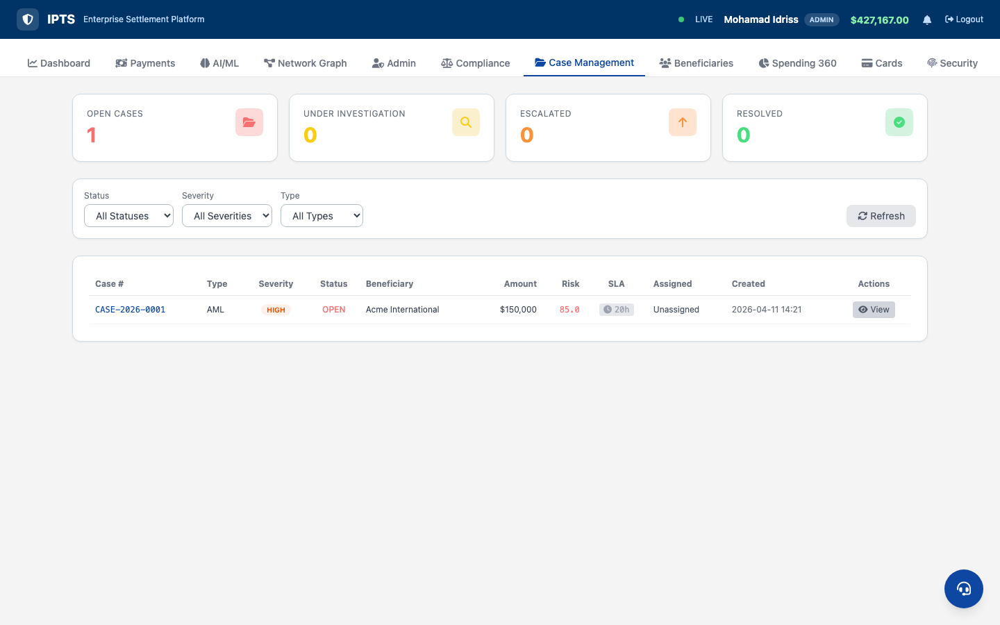 IPTS Enterprise Settlement Platform LIVE Mohamad Idriss ADMIN $427,167.00 Logout
Dashboard Payments AI/ML Network Graph Admin Compliance Case Management Beneficiaries Spending 360 Cards Security
OPEN CASES
1
UNDER INVESTIGATION
0
ESCALATED
0
RESOLVED
0
Status Severity Type
All Statuses All Severities All Types Refresh
Case # Type Severity Status Beneficiary Amount Risk SLA Assigned Created Actions
CASE-2026-0001 AML HIGH OPEN Acme International $150,000 85.0 20h Unassigned 2026-04-11 14:21 View